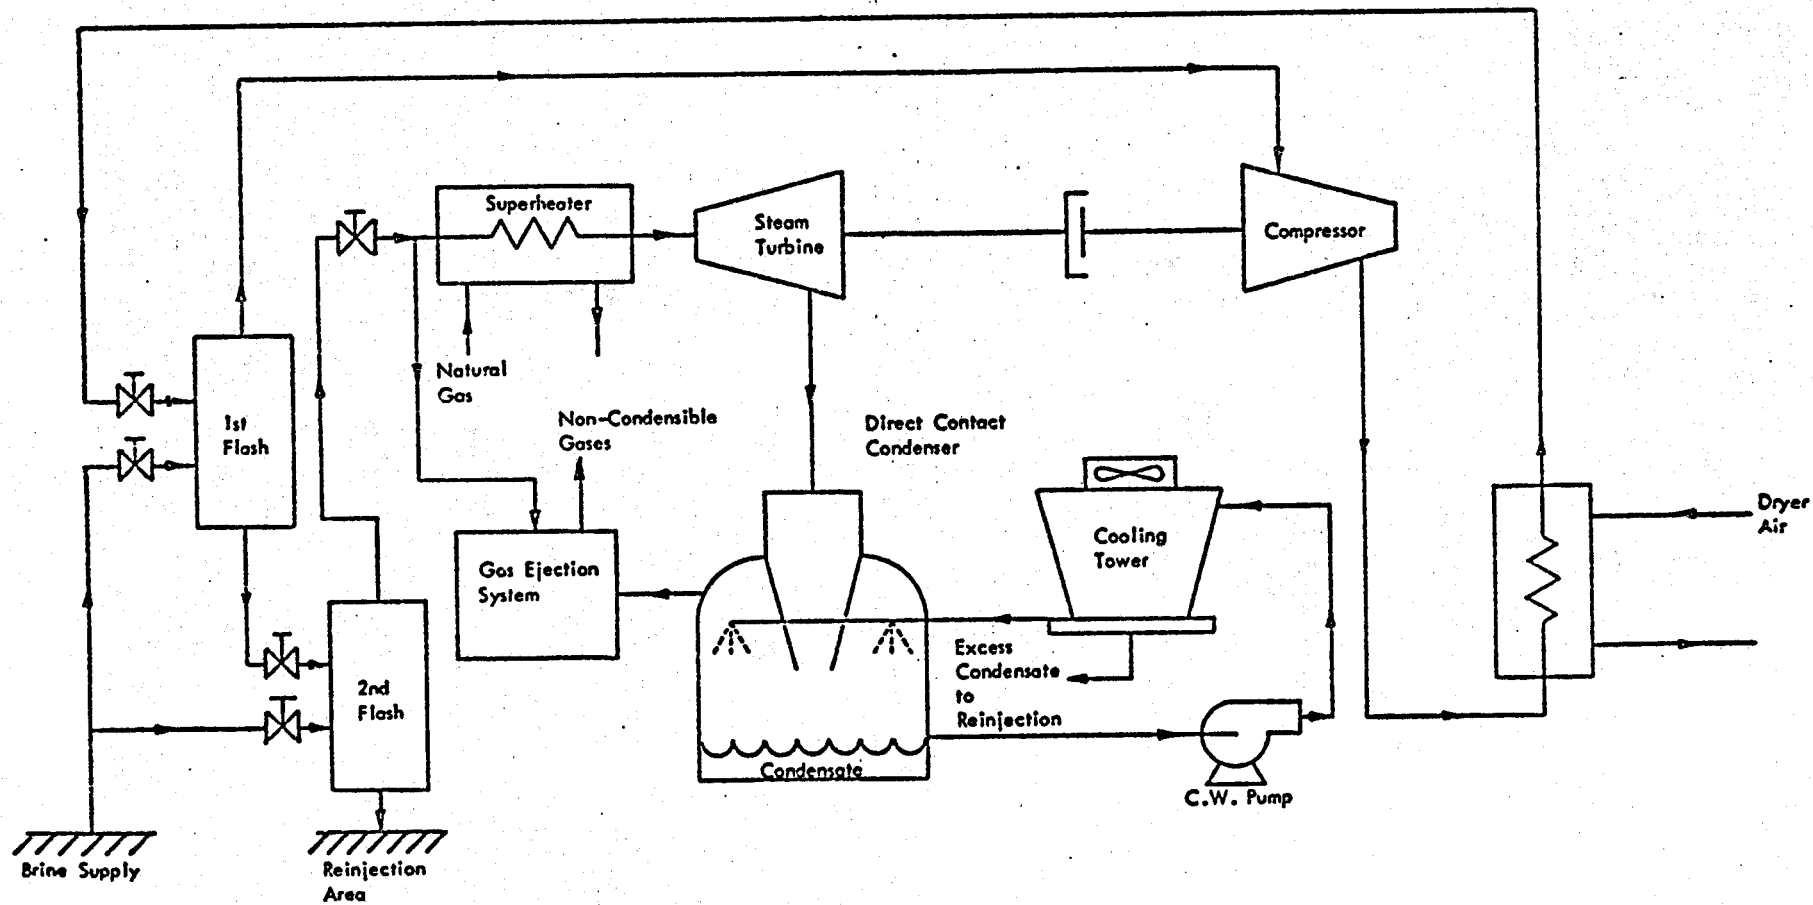 Superheater
Steam
Turbine
Compressor
Natural
Gas
1st
Flash
Non-Condensible
Gases
Direct Contact
Condenser
Dryer
Air
Cooling
Tower
Gas Ejection
System
Excess
Condensate
to
Reinjection
2nd
Flash
Condensate
C.W. Pump
Brine Supply
Reinjection
Area